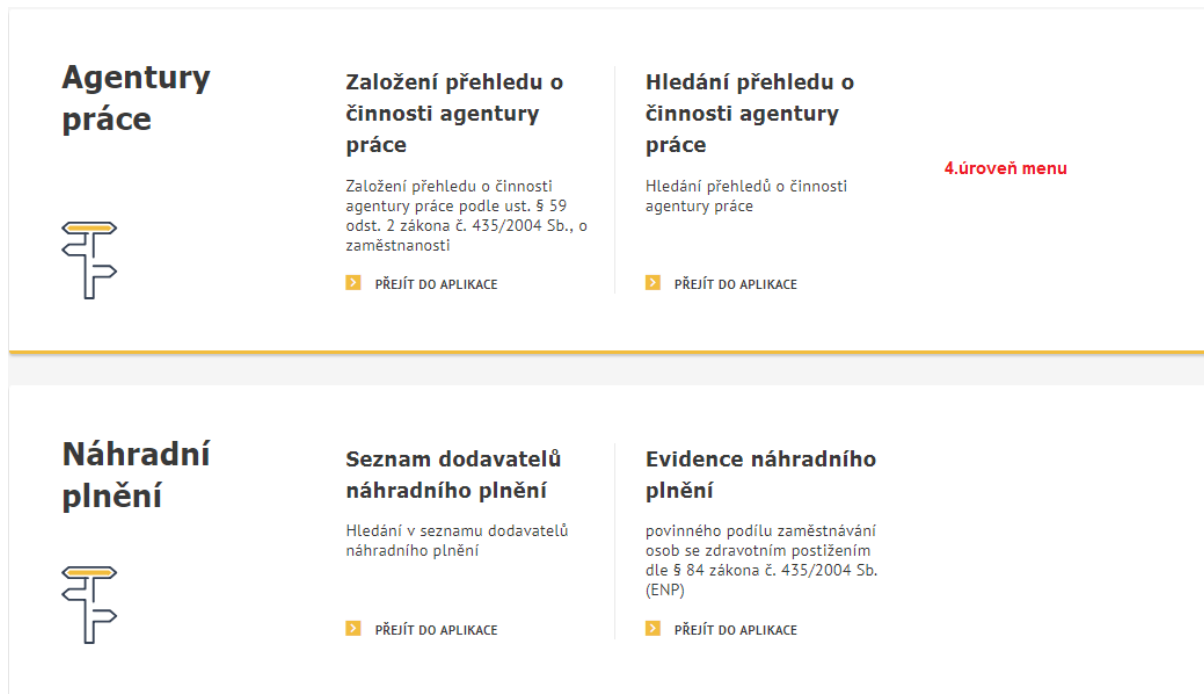 Agentury
práce
Založení přehledu o
činnosti agentury
práce
Založení přehledu o činnosti
agentury práce podle ust. § 59
odst. 2 zákona č. 435/2004 Sb., o
zaměstnanosti
PŘEJÍT DO APLIKACE
Hledání přehledu o
činnosti agentury
práce
Hledání přehledů o činnosti
agentury práce
PŘEJÍT DO APLIKACE
4.úroveň menu
Náhradní
plnění
Seznam dodavatelů
náhradního plnění
Hledání v seznamu dodavatelů
náhradního plnění
PŘEJÍT DO APLIKACE
Evidence náhradního
plnění
povinného podílu zaměstnávání
osob se zdravotním postižením
dle § 84 zákona č. 435/2004 Sb.
(ENP)
PŘEJÍT DO APLIKACE